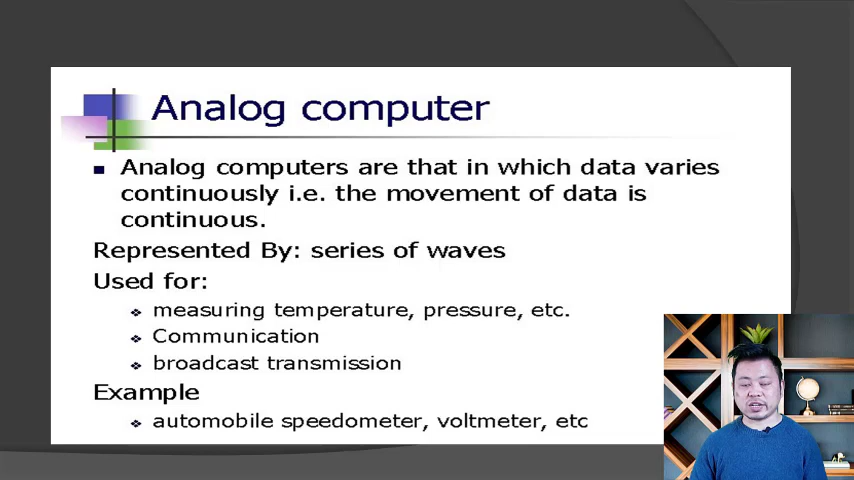 Analog computer
Analog computers are that in which data varies
continuously i.e. the movement of data is
continuous.
Represented By: series of waves
Used for:
measuring temperature, pressure, etc.
Communication
broadcast transmission
Example
automobile speedometer, voltmeter, etc